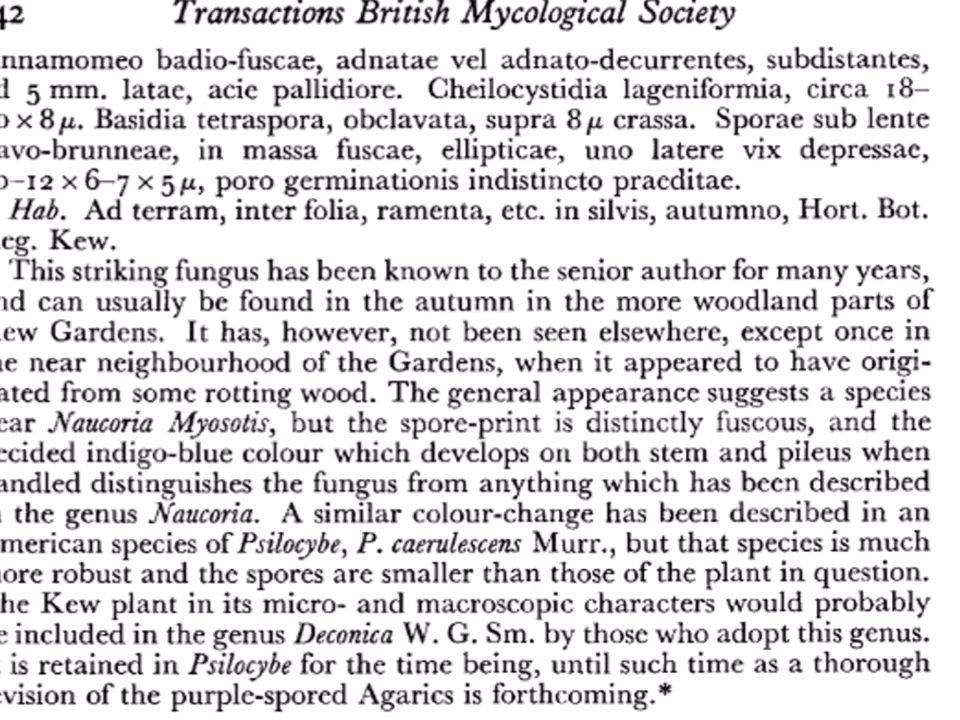 42 Transactions British Mycological Society
nnamomeo badio-fuscae, adnatae vel adnato-decurrentes, subdistantes,
d 5 mm. latae, acie pallidiore. Cheilocystidia lageniformia, circa 18–
0 × 8 μ. Basidia tetraspora, obclavata, supra 8 μ crassa. Sporae sub lente
avo-brunneae, in massa fuscae, ellipticae, uno latere vix depressae,
0–12 × 6–7 × 5 μ, poro germinationis indistincto praeditae.
Hab. Ad terram, inter folia, ramenta, etc. in silvis, autumno, Hort. Bot.
eg. Kew.
This striking fungus has been known to the senior author for many years,
nd can usually be found in the autumn in the more woodland parts of
ew Gardens. It has, however, not been seen elsewhere, except once in
e near neighbourhood of the Gardens, when it appeared to have origi-
ated from some rotting wood. The general appearance suggests a species
ear Naucoria Myosotis, but the spore-print is distinctly fuscous, and the
ecided indigo-blue colour which develops on both stem and pileus when
andled distinguishes the fungus from anything which has been described
the genus Naucoria. A similar colour-change has been described in an
merican species of Psilocybe, P. caerulescens Murr., but that species is much
ore robust and the spores are smaller than those of the plant in question.
he Kew plant in its micro- and macroscopic characters would probably
e included in the genus Deconica W. G. Sm. by those who adopt this genus.
is retained in Psilocybe for the time being, until such time as a thorough
evision of the purple-spored Agarics is forthcoming.*